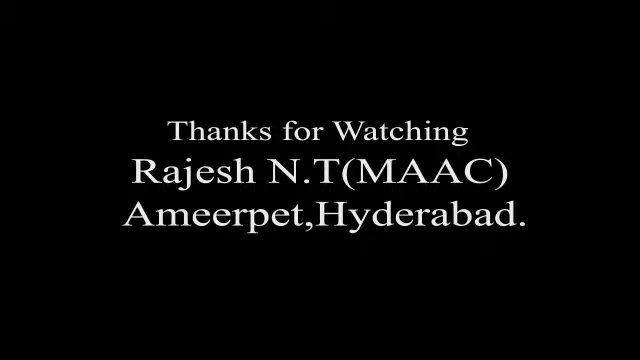 Thanks for Watching
Rajesh N.T(MAAC)
Ameerpet,Hyderabad.